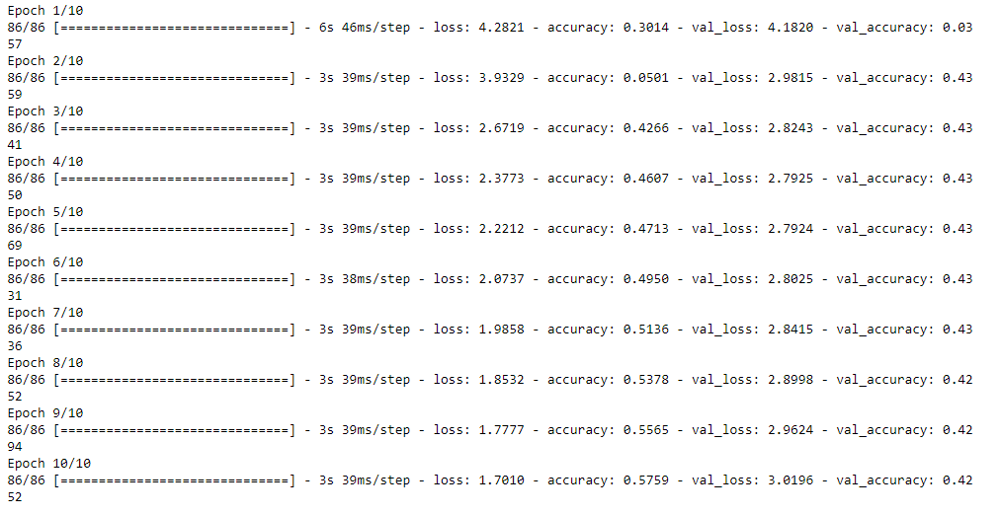 Epoch 1/10
86/86 [==============================] - 6s 46ms/step - loss: 4.2821 - accuracy: 0.3014 - val_loss: 4.1820 - val_accuracy: 0.03
57
Epoch 2/10
86/86 [==============================] - 3s 39ms/step - loss: 3.9329 - accuracy: 0.0501 - val_loss: 2.9815 - val_accuracy: 0.43
59
Epoch 3/10
86/86 [==============================] - 3s 39ms/step - loss: 2.6719 - accuracy: 0.4266 - val_loss: 2.8243 - val_accuracy: 0.43
41
Epoch 4/10
86/86 [==============================] - 3s 39ms/step - loss: 2.3773 - accuracy: 0.4607 - val_loss: 2.7925 - val_accuracy: 0.43
50
Epoch 5/10
86/86 [==============================] - 3s 39ms/step - loss: 2.2212 - accuracy: 0.4713 - val_loss: 2.7924 - val_accuracy: 0.43
69
Epoch 6/10
86/86 [==============================] - 3s 38ms/step - loss: 2.0737 - accuracy: 0.4950 - val_loss: 2.8025 - val_accuracy: 0.43
31
Epoch 7/10
86/86 [==============================] - 3s 39ms/step - loss: 1.9858 - accuracy: 0.5136 - val_loss: 2.8415 - val_accuracy: 0.43
36
Epoch 8/10
86/86 [==============================] - 3s 39ms/step - loss: 1.8532 - accuracy: 0.5378 - val_loss: 2.8998 - val_accuracy: 0.42
52
Epoch 9/10
86/86 [==============================] - 3s 39ms/step - loss: 1.7777 - accuracy: 0.5565 - val_loss: 2.9624 - val_accuracy: 0.42
94
Epoch 10/10
86/86 [==============================] - 3s 39ms/step - loss: 1.7010 - accuracy: 0.5759 - val_loss: 3.0196 - val_accuracy: 0.42
52